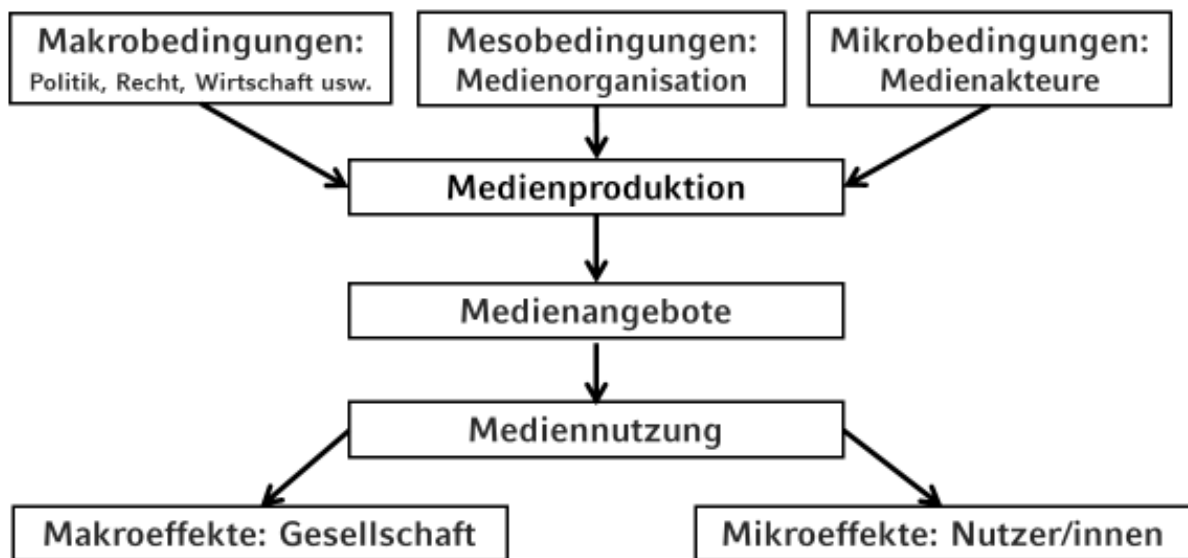 Makrobedingungen:
Politik, Recht, Wirtschaft usw.
Mesobedingungen:
Medienorganisation
Mikrobedingungen:
Medienakteure
Medienproduktion
Medienangebote
Mediennutzung
Makroeffekte: Gesellschaft
Mikroeffekte: Nutzer/innen